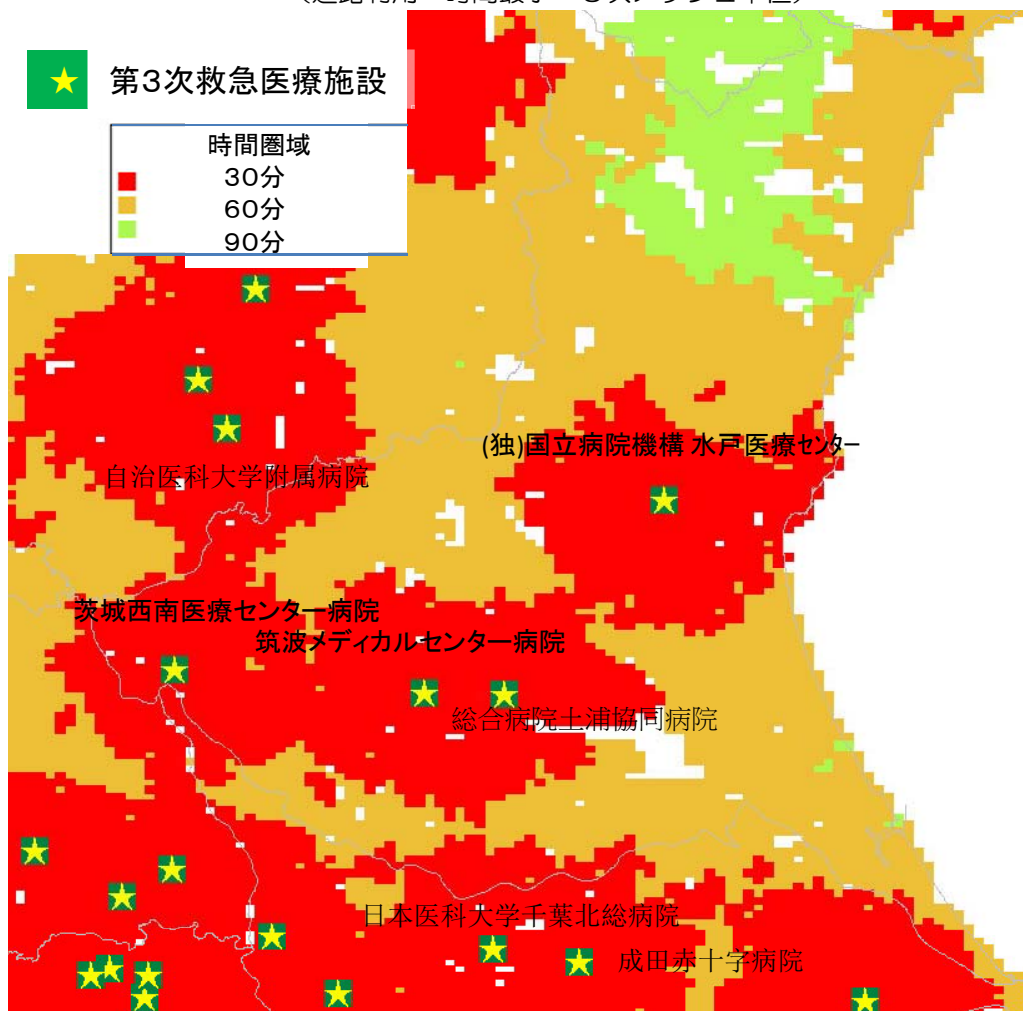 第3次救急医療施設
時間圏域
30分
60分
90分
(独)国立病院機構 水戸医療センター
自治医科大学附属病院
茨城西南医療センター病院
筑波メディカルセンター病院
総合病院土浦協同病院
日本医科大学千葉北総病院
成田赤十字病院